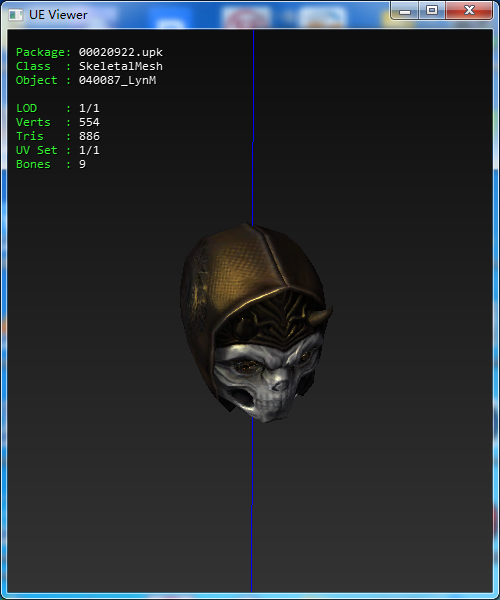 UE Viewer
Package: 00020922.upk
Class : SkeletalMesh
Object : 040087_LynM
LOD : 1/1
Verts : 554
Tris : 886
UV Set : 1/1
Bones : 9